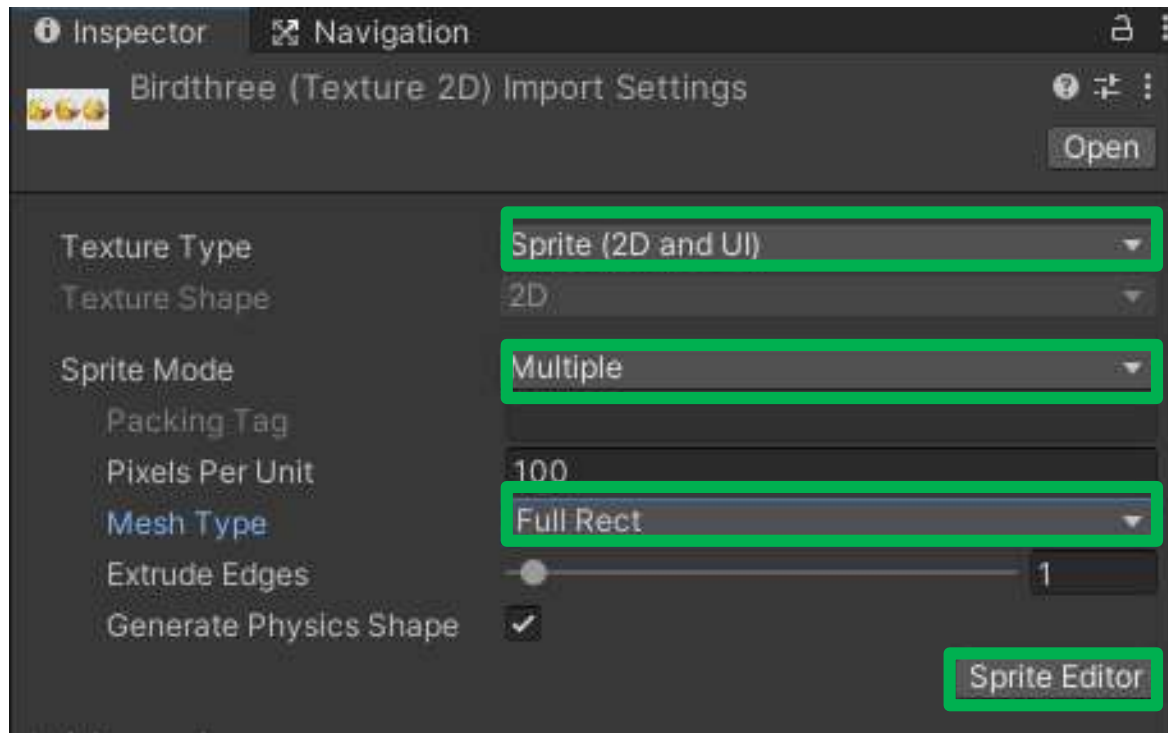 Inspector Navigation
Birdthree (Texture 2D) Import Settings
Open
Texture Type Sprite (2D and UI)
Texture Shape 2D
Sprite Mode Multiple
Packing Tag
Pixels Per Unit 100
Mesh Type Full Rect
Extrude Edges 1
Generate Physics Shape
Sprite Editor